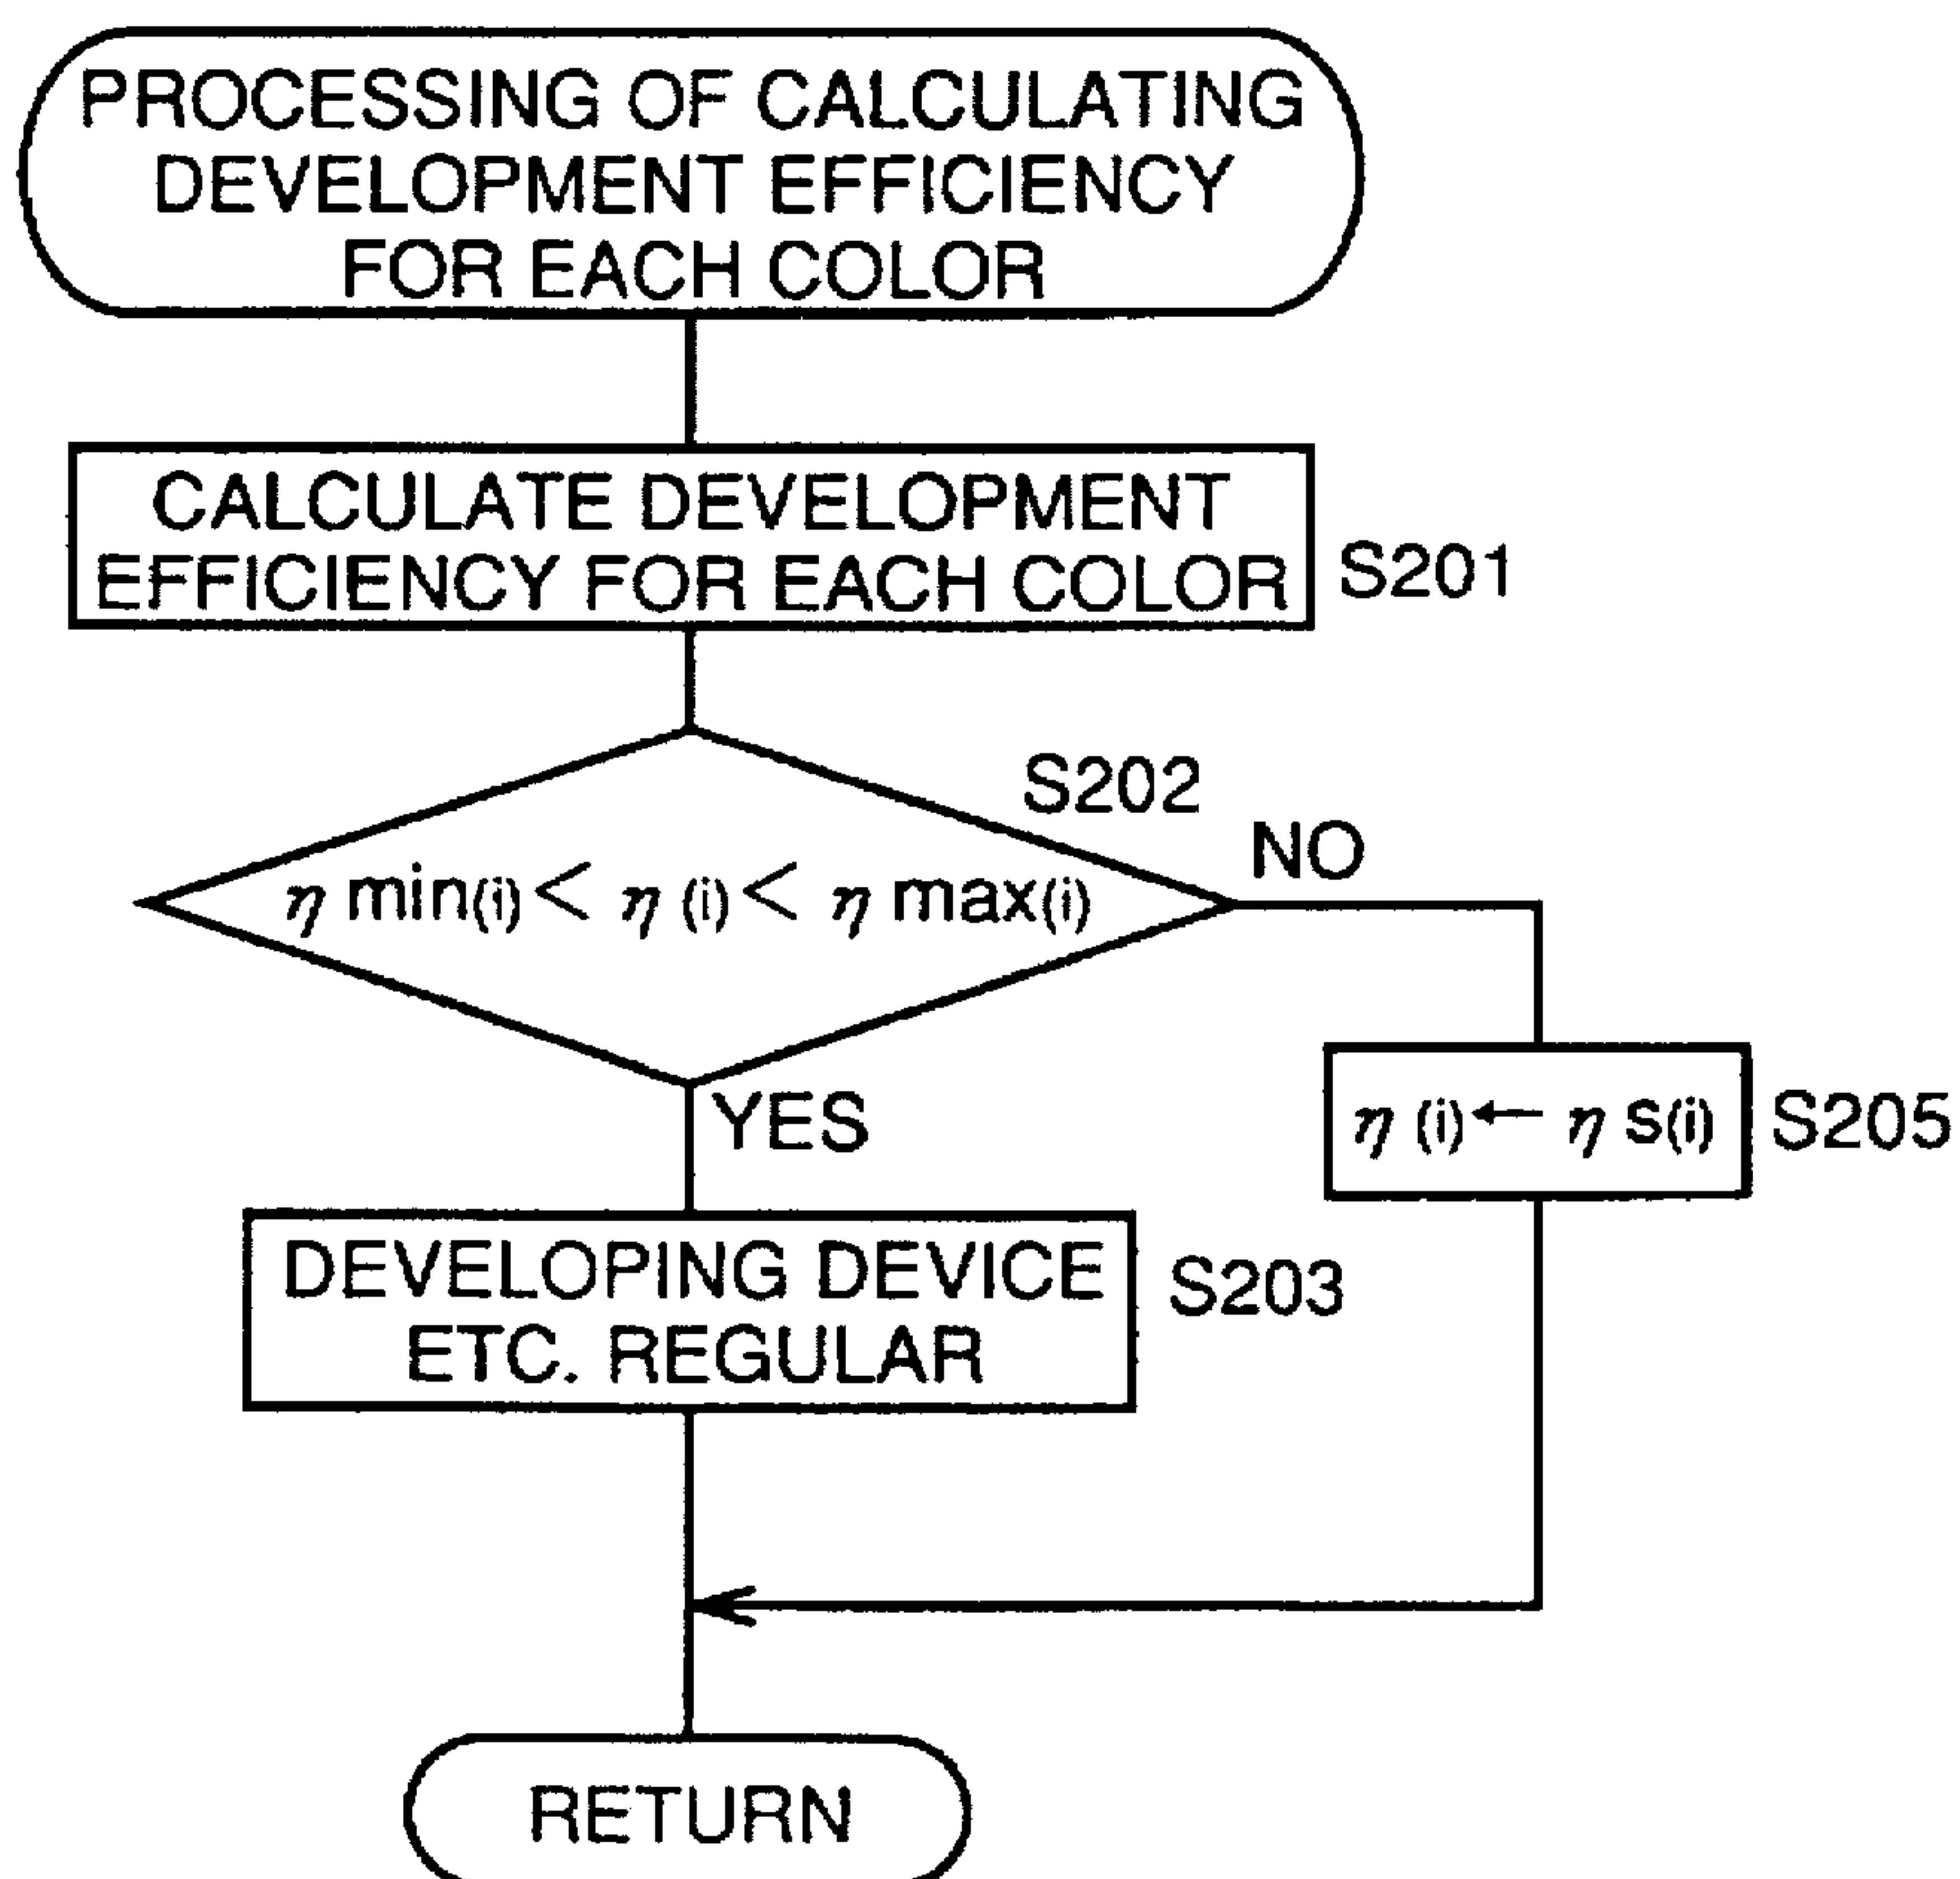 PROCESSING OF CALCULATING
DEVELOPMENT EFFICIENCY
FOR EACH COLOR
CALCULATE DEVELOPMENT
EFFICIENCY FOR EACH COLOR
S201
S202
NO
η min(i) < η (i) < η max(i)
YES
η (i) ← η s(i)
S205
DEVELOPING DEVICE
ETC. REGULAR
S203
RETURN